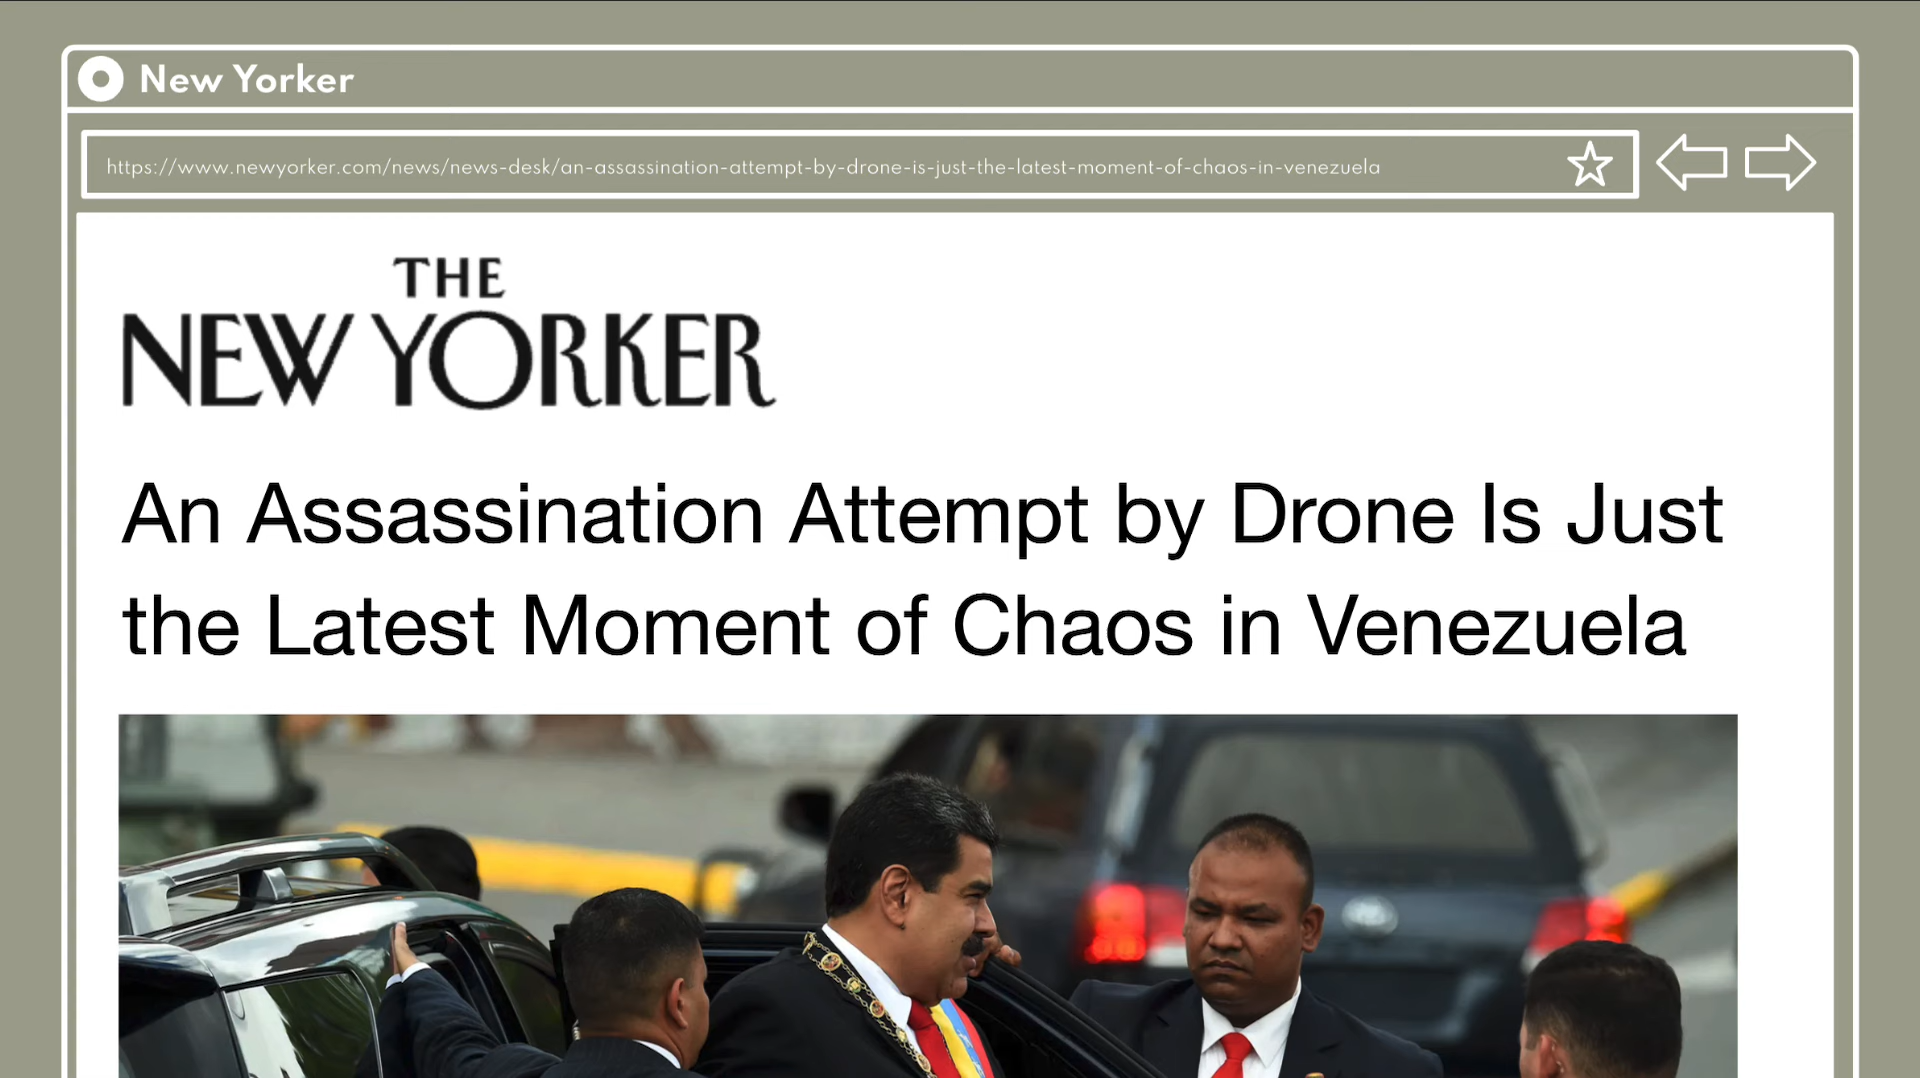 New Yorker
https://www.newyorker.com/news/news-desk/an-assassination-attempt-by-drone-is-just-the-latest-moment-of-chaos-in-venezuela
THE
NEW YORKER
An Assassination Attempt by Drone Is Just
the Latest Moment of Chaos in Venezuela